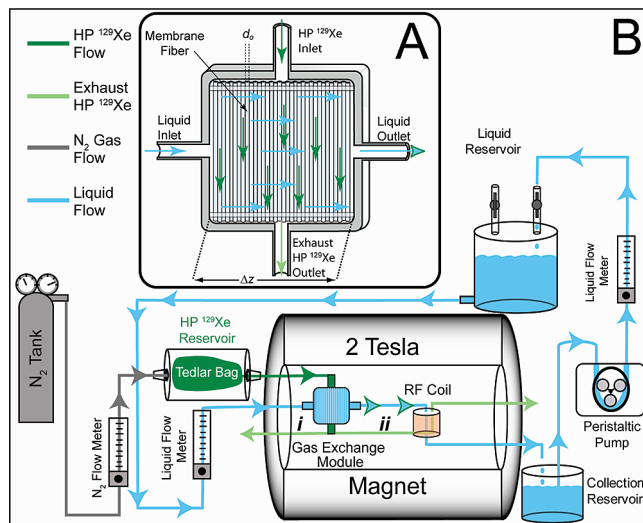 HP ¹²⁹Xe
Flow
Exhaust
HP ¹²⁹Xe
N₂ Gas
Flow
Liquid
Flow
A
Membrane
Fiber
dₒ
HP ¹²⁹Xe
Inlet
Liquid
Inlet
Liquid
Outlet
Exhaust
HP ¹²⁹Xe
Outlet
Δz
B
Liquid
Reservoir
Liquid Flow
Meter
N₂ Tank
HP ¹²⁹Xe
Reservoir
Tedlar Bag
N₂ Flow Meter
Liquid Flow
Meter
2 Tesla
RF Coil
i
ii
Gas Exchange
Module
Magnet
Peristaltic
Pump
Collection
Reservoir